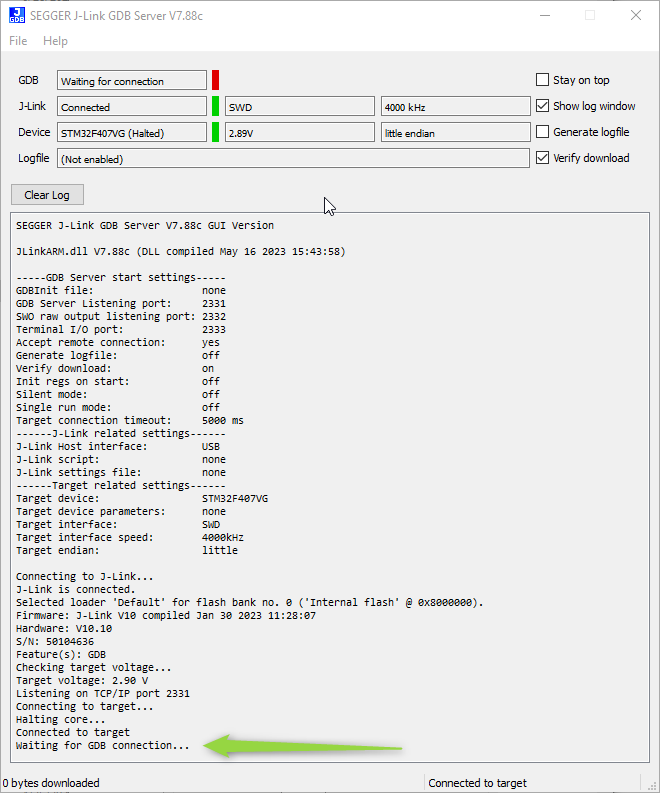 SEGGER J-Link GDB Server V7.88c
File Help
GDB Waiting for connection Stay on top
J-Link Connected SWD 4000 kHz Show log window
Device STM32F407VG (Halted) 2.89V little endian Generate logfile
Logfile (Not enabled) Verify download
Clear Log
SEGGER J-Link GDB Server V7.88c GUI Version
JLinkARM.dll V7.88c (DLL compiled May 16 2023 15:43:58)
-----GDB Server start settings-----
GDBInit file: none
GDB Server Listening port: 2331
SWO raw output listening port: 2332
Terminal I/O port: 2333
Accept remote connection: yes
Generate logfile: off
Verify download: on
Init regs on start: off
Silent mode: off
Single run mode: off
Target connection timeout: 5000 ms
------J-Link related settings------
J-Link Host interface: USB
J-Link script: none
J-Link settings file: none
------Target related settings------
Target device: STM32F407VG
Target device parameters: none
Target interface: SWD
Target interface speed: 4000kHz
Target endian: little
Connecting to J-Link...
J-Link is connected.
Selected loader 'Default' for flash bank no. 0 ('Internal flash' @ 0x8000000).
Firmware: J-Link V10 compiled Jan 30 2023 11:28:07
Hardware: V10.10
S/N: 50104636
Feature(s): GDB
Checking target voltage...
Target voltage: 2.90 V
Listening on TCP/IP port 2331
Connecting to target...
Halting core...
Connected to target
Waiting for GDB connection...
0 bytes downloaded Connected to target